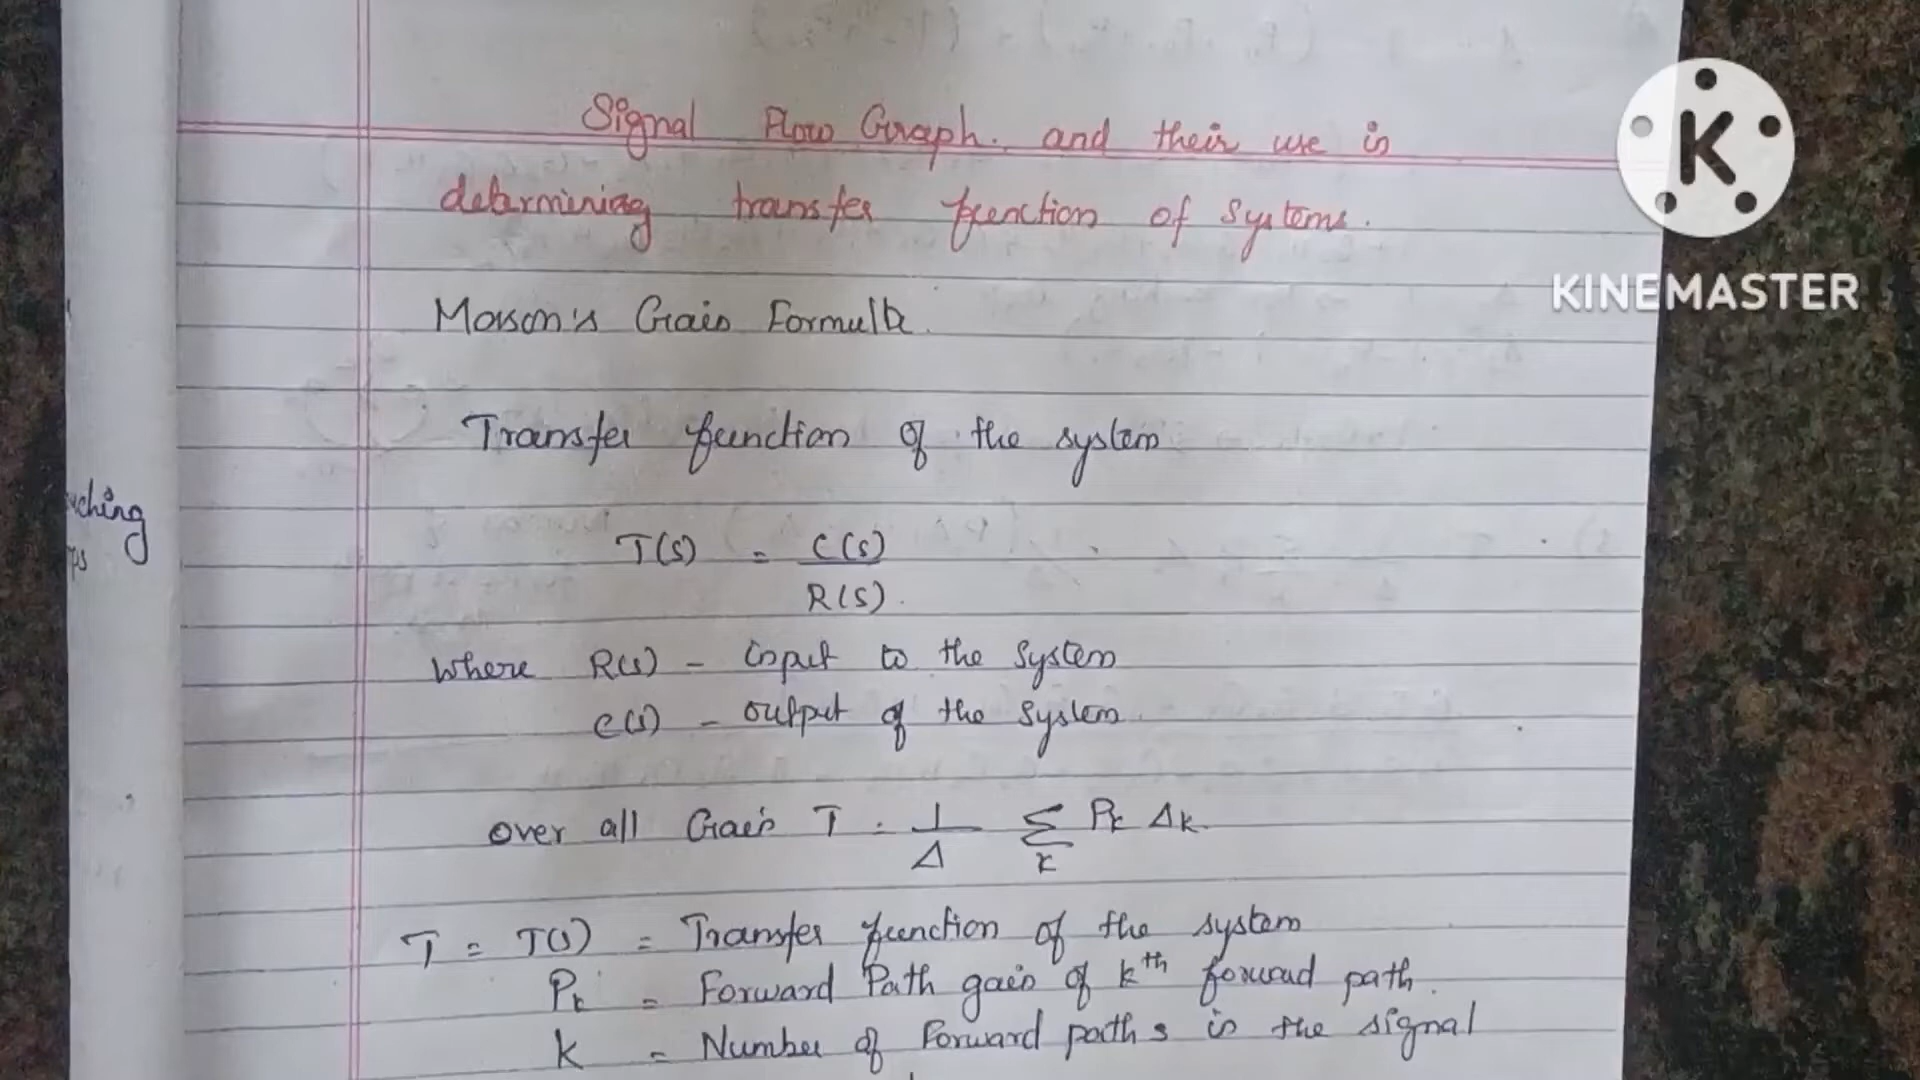 Signal Flow Graph. and their use in
determining transfer function of systems.
Mason's Gain Formula.
Transfer function of the system
T(s) = C(s)
R(s).
where R(s) - input to the system
C(s) - output of the system
over all Gain T = 1/Δ Σ Pk Δk
k
T = T(s) = Transfer function of the system
Pk = Forward Path gain of kth forward path.
k = Number of Forward paths in the signal
uching
ps
K
KINEMASTER